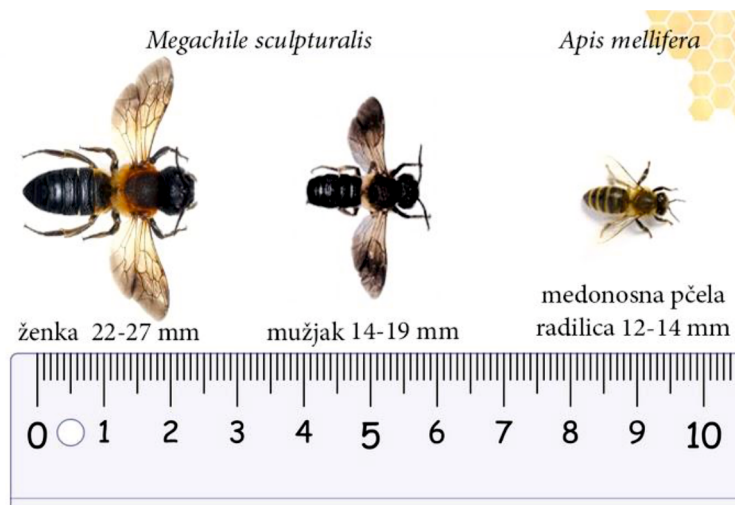 Megachile sculpturalis
Apis mellifera
ženka 22-27 mm
mužjak 14-19 mm
medonosna pčela
radilica 12-14 mm
0 1 2 3 4 5 6 7 8 9 10